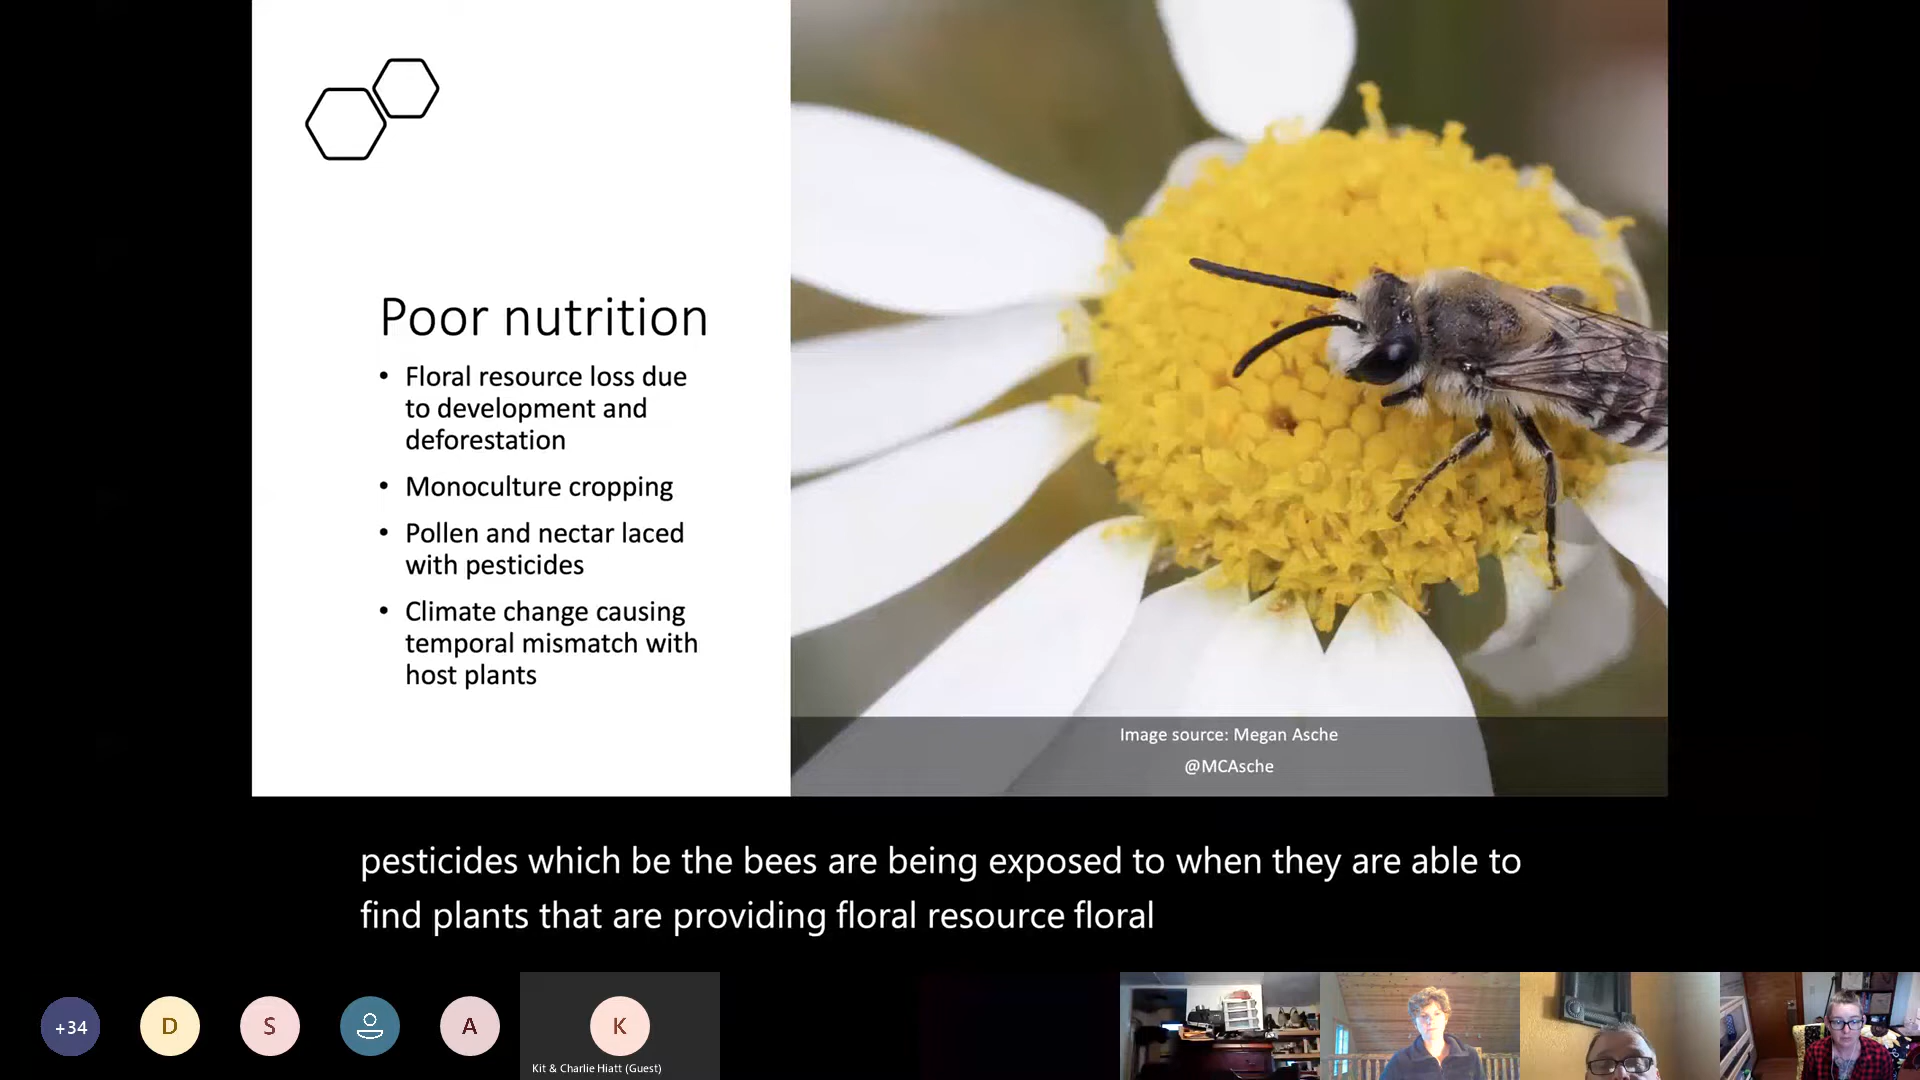 Poor nutrition
• Floral resource loss due
to development and
deforestation
• Monoculture cropping
• Pollen and nectar laced
with pesticides
• Climate change causing
temporal mismatch with
host plants
Image source: Megan Asche
@MCAsche
pesticides which be the bees are being exposed to when they are able to
find plants that are providing floral resource floral
+34
D
S
A
K
Kit & Charlie Hiatt (Guest)